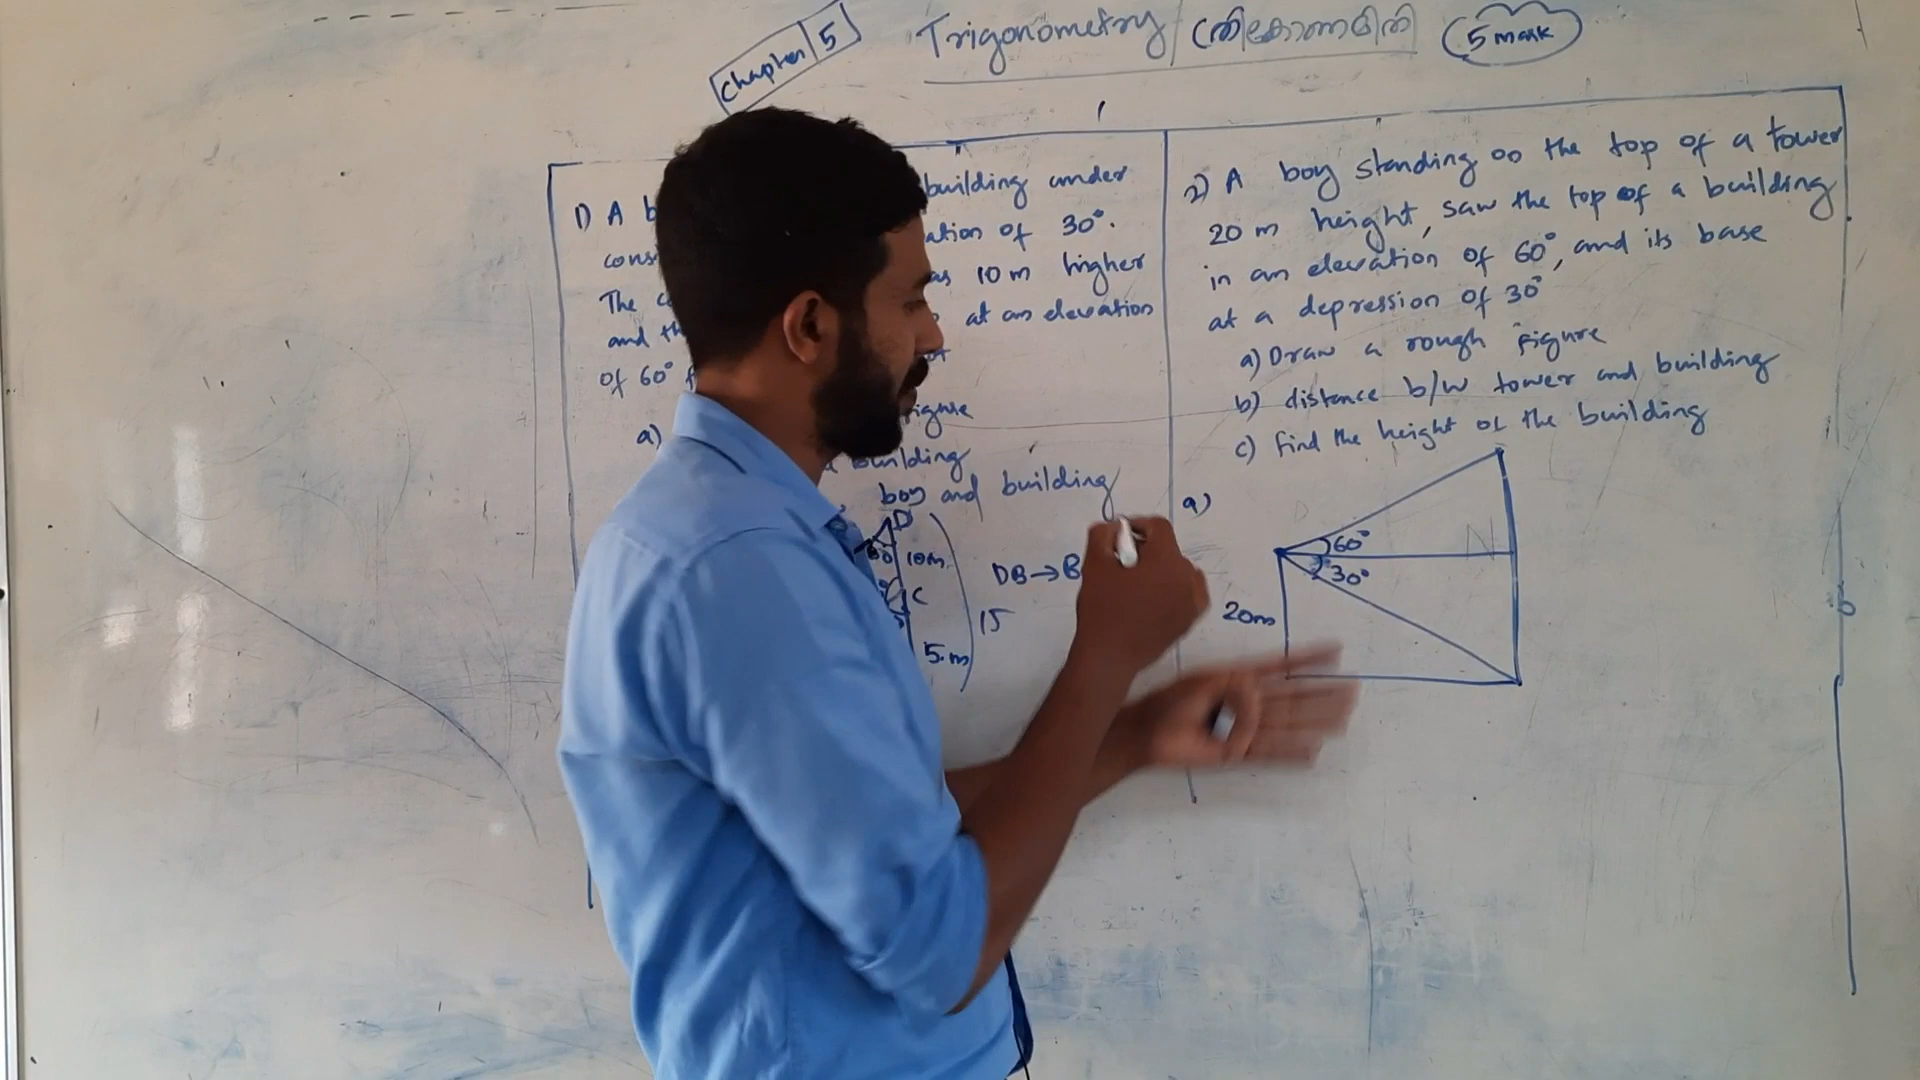 Chapter 5
Trigonometry / ത്രികോണമിതി 5 mark
1) A b building under
cons ation of 30°.
The c as 10 m higher
and th at an elevation
of 60° f
a) figure
building
boy and building
D
60 10m
C
5 m
15
DB→B
2) A boy standing on the top of a tower
20 m height, saw the top of a building
in an elevation of 60°, and its base
at a depression of 30°
a) Draw a rough figure
b) distance b/w tower and building
c) find the height of the building
a)
60°
30°
20m